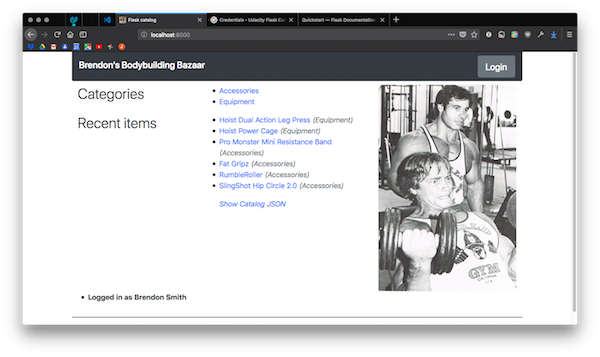 Flask catalog
Credentials - Udacity Flask Ca
Quickstart — Flask Documentation
localhost:8000
Brendon's Bodybuilding Bazaar
Login
Categories
Accessories
Equipment
Recent items
Hoist Dual Action Leg Press (Equipment)
Hoist Power Cage (Equipment)
Pro Monster Mini Resistance Band
(Accessories)
Fat Gripz (Accessories)
RumbleRoller (Accessories)
SlingShot Hip Circle 2.0 (Accessories)
Show Catalog JSON
GYM
Logged in as Brendon Smith